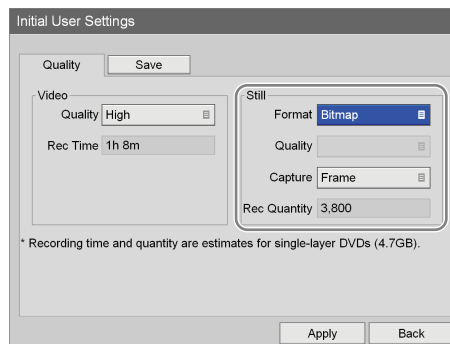 Initial User Settings
Quality
Save
Video
Quality High
Rec Time 1h 8m
Still
Format Bitmap
Quality
Capture Frame
Rec Quantity 3,800
* Recording time and quantity are estimates for single-layer DVDs (4.7GB).
Apply
Back